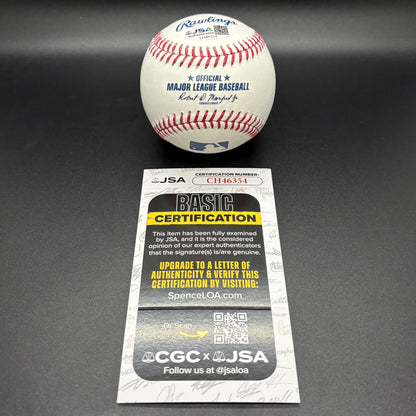 Rawlings
JSA
OFFICIAL
MAJOR LEAGUE BASEBALL
Robert D. Manfred Jr.
JSA
CERTIFICATION NUMBER:
CH46354
BASIC
CERTIFICATION
This item has been fully examined
by JSA, and it is the considered
opinion of our expert authenticators
that the signature(s) is/are genuine.
UPGRADE TO A LETTER OF
AUTHENTICITY & VERIFY THIS
CERTIFICATION BY VISITING:
SpenceLOA.com
Or Scan
CGC x JSA
Follow us at @jsaloa